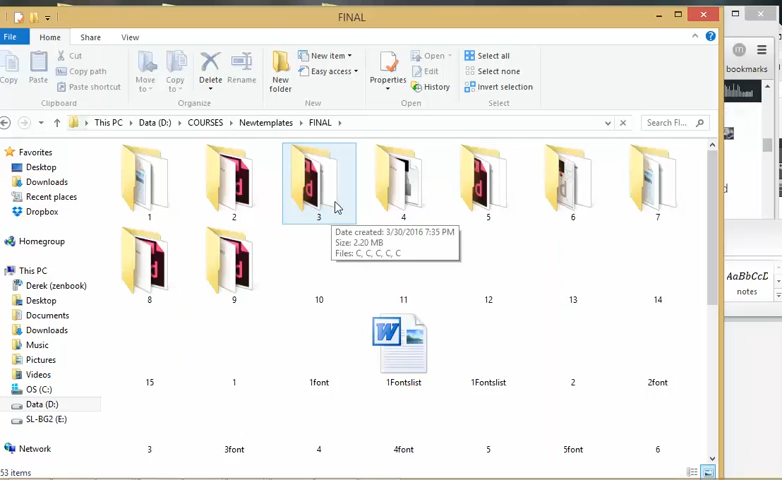 FINAL
File Home Share View
Copy
Paste
Cut
Copy path
Paste shortcut
Clipboard
Move to
Copy to
Delete
Rename
Organize
New folder
New item
Easy access
New
Properties
Open
Edit
History
Open
Select all
Select none
Invert selection
Select
bookmarks
This PC Data (D:) COURSES Newtemplates FINAL
Search FI...
Favorites
Desktop
Downloads
Recent places
Dropbox
Homegroup
This PC
Derek (zenbook)
Desktop
Documents
Downloads
Music
Pictures
Videos
OS (C:)
Data (D:)
SL-BG2 (E:)
Network
1 2 3 4 5 6 7
Date created: 3/30/2016 7:35 PM
Size: 2.20 MB
Files: C, C, C, C, C
8 9 10 11 12 13 14
15 1 1font 1Fontslist 1Fontslist 2 2font
3 3font 4 4font 5 5font 6
AaBbCcD
notes
53 items